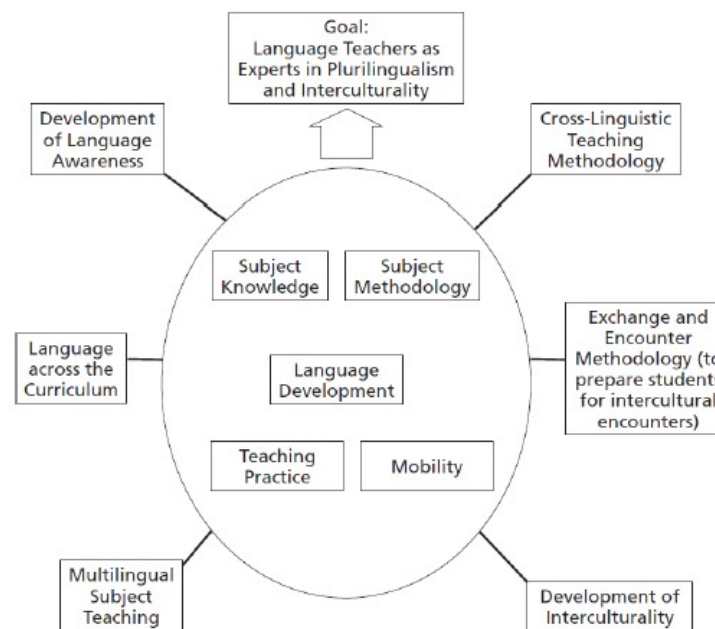 Goal:
Language Teachers as
Experts in Plurilingualism
and Interculturality
Development
of Language
Awareness
Cross-Linguistic
Teaching
Methodology
Subject
Knowledge
Subject
Methodology
Language
across the
Curriculum
Language
Development
Exchange and
Encounter
Methodology (to
prepare students
for intercultural
encounters)
Teaching
Practice
Mobility
Multilingual
Subject
Teaching
Development of
Interculturality